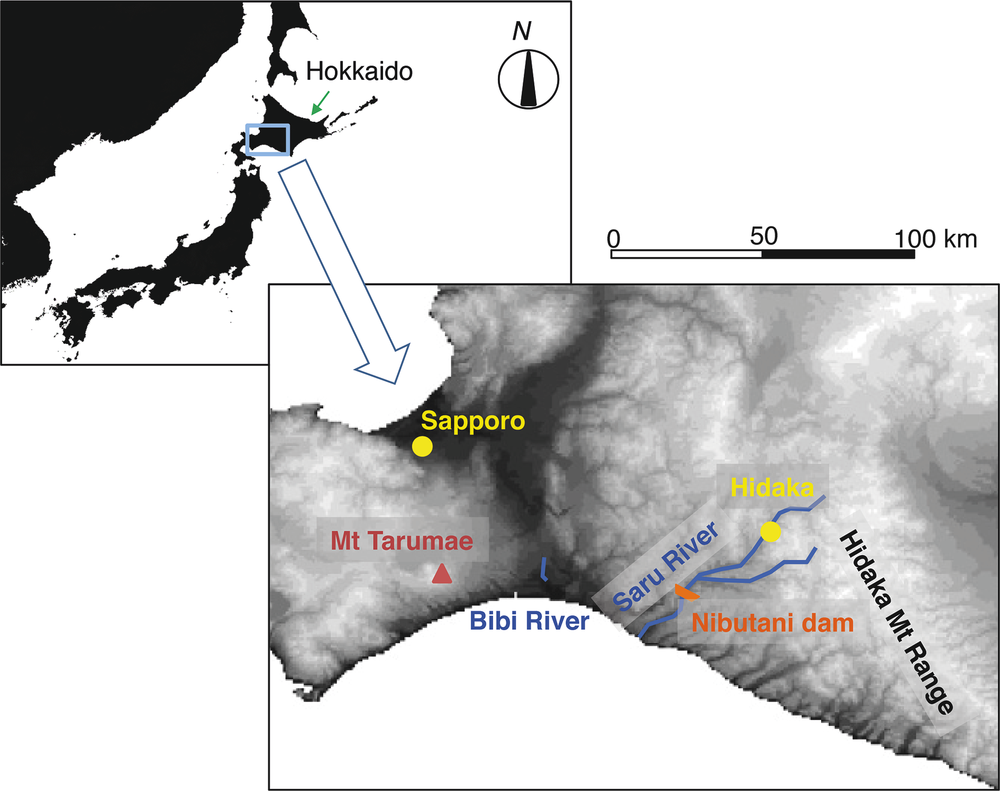 N
Hokkaido
0 50 100 km
Sapporo
Hidaka
Mt Tarumae
Saru River
Bibi River
Nibutani dam
Hidaka Mt Range